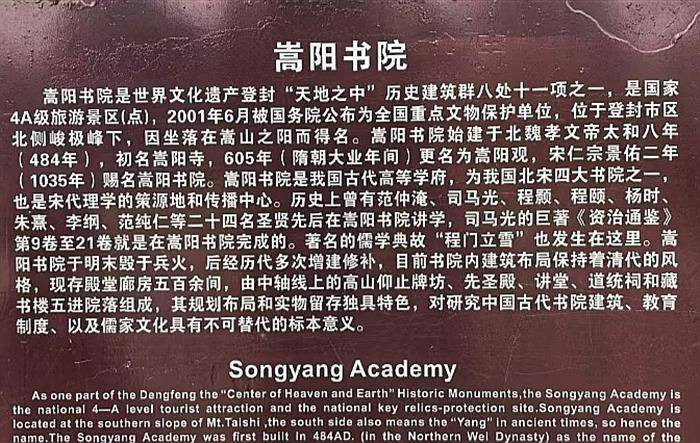 嵩阳书院
嵩阳书院是世界文化遗产登封“天地之中”历史建筑群八处十一项之一，是国家
4A级旅游景区(点)，2001年6月被国务院公布为全国重点文物保护单位，位于登封市区
北侧峻极峰下，因坐落在嵩山之阳而得名。嵩阳书院始建于北魏孝文帝太和八年
（484年），初名嵩阳寺，605年（隋朝大业年间）更名为嵩阳观，宋仁宗景佑二年
（1035年）赐名嵩阳书院。嵩阳书院是我国古代高等学府，为我国北宋四大书院之一，
也是宋代理学的策源地和传播中心。历史上曾有范仲淹、司马光、程颢、程颐、杨时、
朱熹、李纲、范纯仁等二十四名圣贤先后在嵩阳书院讲学，司马光的巨著《资治通鉴》
第9卷至21卷就是在嵩阳书院完成的。著名的儒学典故“程门立雪”也发生在这里。嵩
阳书院于明末毁于兵火，后经历代多次增建修补，目前书院内建筑布局保持着清代的风
格，现存殿堂廊房五百余间，由中轴线上的高山仰止牌坊、先圣殿、讲堂、道统祠和藏
书楼五进院落组成，其规划布局和实物留存独具特色，对研究中国古代书院建筑、教育
制度、以及儒家文化具有不可替代的标本意义。
Songyang Academy
As one part of the Dengfeng the “Center of Heaven and Earth” Historic Monuments,the Songyang Academy is
the national 4—A level tourist attraction and the national key relics-protection site.Songyang Academy is
located at the southern slope of Mt.Taishi ,the south side also means the “Yang” in ancient times, so hence the
name.The Songyang Academy was first built in 484AD. (in the Northern Wei Dynasty) as the name of the